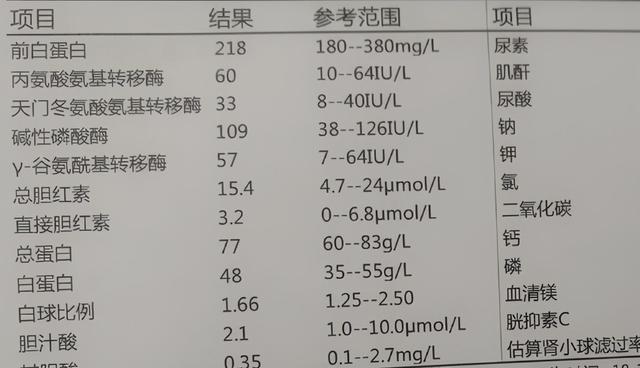 项目 结果 参考范围 项目
前白蛋白 218 180--380mg/L 尿素
丙氨酸氨基转移酶 60 10--64IU/L 肌酐
天门冬氨酸氨基转移酶 33 8--40IU/L 尿酸
碱性磷酸酶 109 38--126IU/L 钠
γ-谷氨酰基转移酶 57 7--64IU/L 钾
总胆红素 15.4 4.7--24μmol/L 氯
直接胆红素 3.2 0--6.8μmol/L 二氧化碳
总蛋白 77 60--83g/L 钙
白蛋白 48 35--55g/L 磷
白球比例 1.66 1.25--2.50 血清镁
胆汁酸 2.1 1.0--10.0μmol/L 胱抑素C
0.35 0.1--2.7mg/L 估算肾小球滤过率